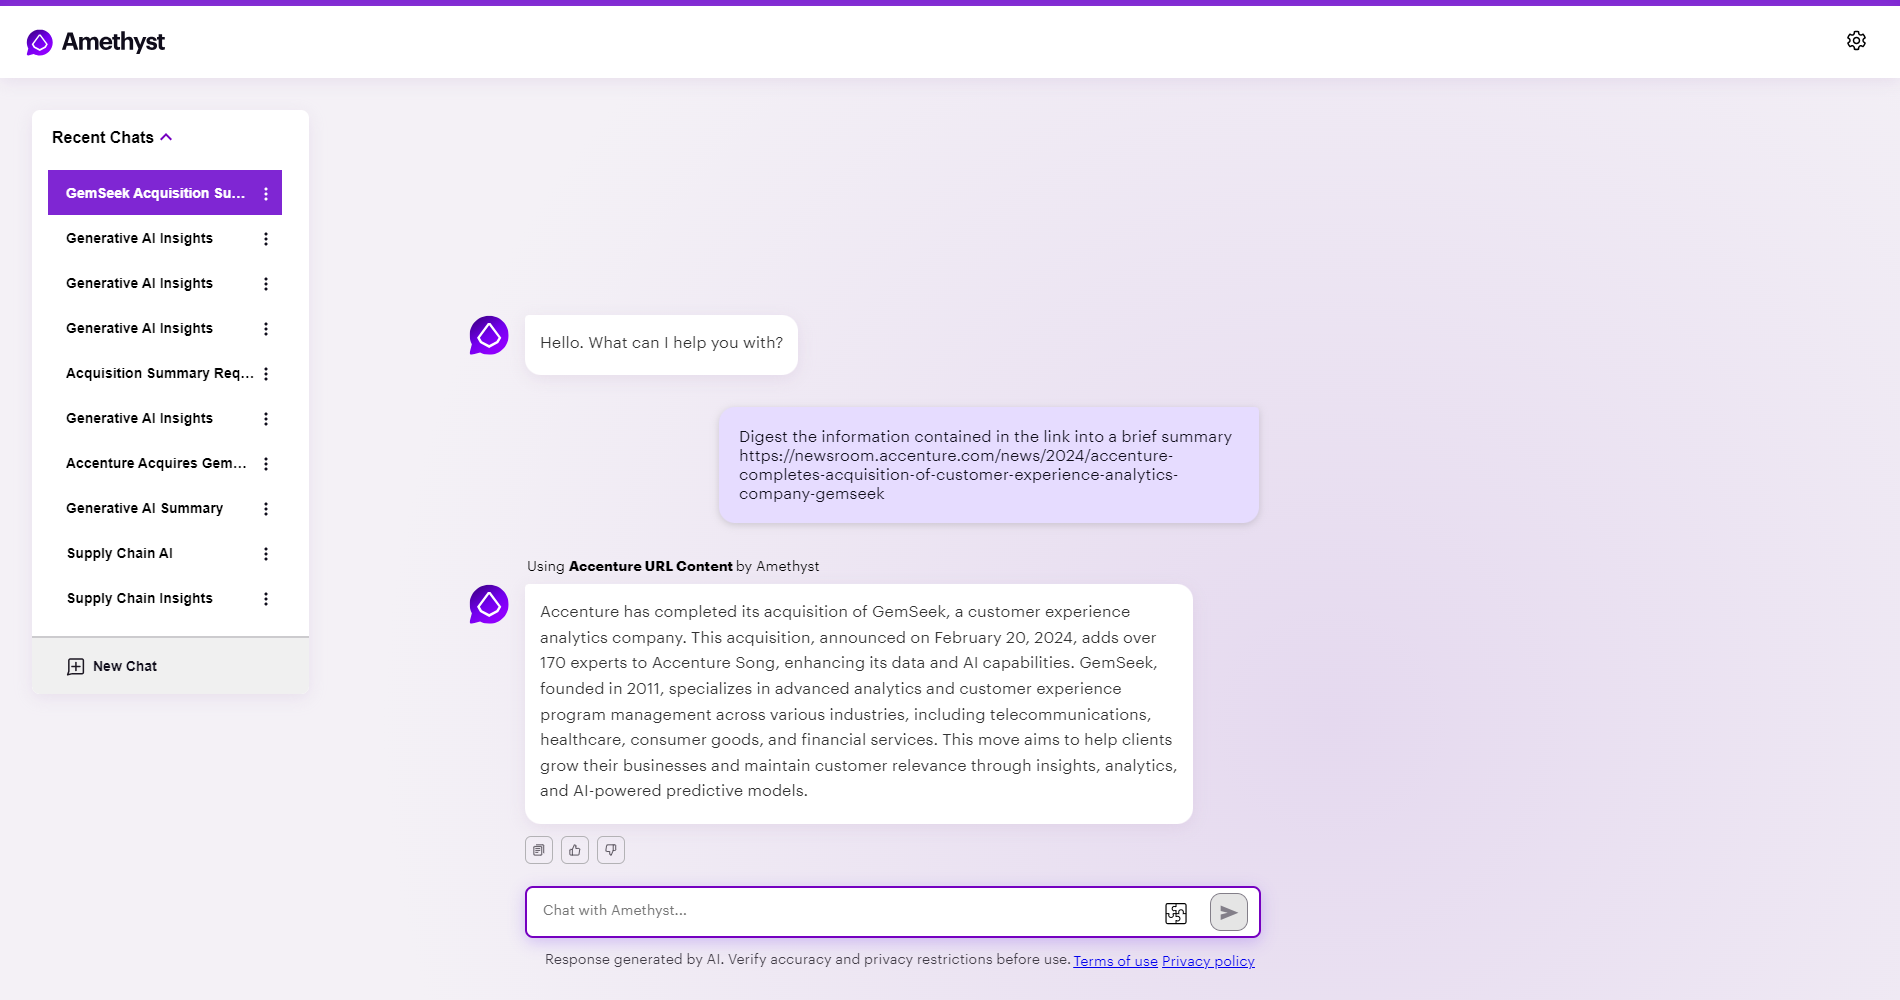 Amethyst
Recent Chats
GemSeek Acquisition Su...
Generative AI Insights
Generative AI Insights
Generative AI Insights
Acquisition Summary Req...
Generative AI Insights
Accenture Acquires Gem...
Generative AI Summary
Supply Chain AI
Supply Chain Insights
New Chat
Hello. What can I help you with?
Digest the information contained in the link into a brief summary
https://newsroom.accenture.com/news/2024/accenture-
completes-acquisition-of-customer-experience-analytics-
company-gemseek
Using Accenture URL Content by Amethyst
Accenture has completed its acquisition of GemSeek, a customer experience
analytics company. This acquisition, announced on February 20, 2024, adds over
170 experts to Accenture Song, enhancing its data and AI capabilities. GemSeek,
founded in 2011, specializes in advanced analytics and customer experience
program management across various industries, including telecommunications,
healthcare, consumer goods, and financial services. This move aims to help clients
grow their businesses and maintain customer relevance through insights, analytics,
and AI-powered predictive models.
Chat with Amethyst...
Response generated by AI. Verify accuracy and privacy restrictions before use. Terms of use Privacy policy